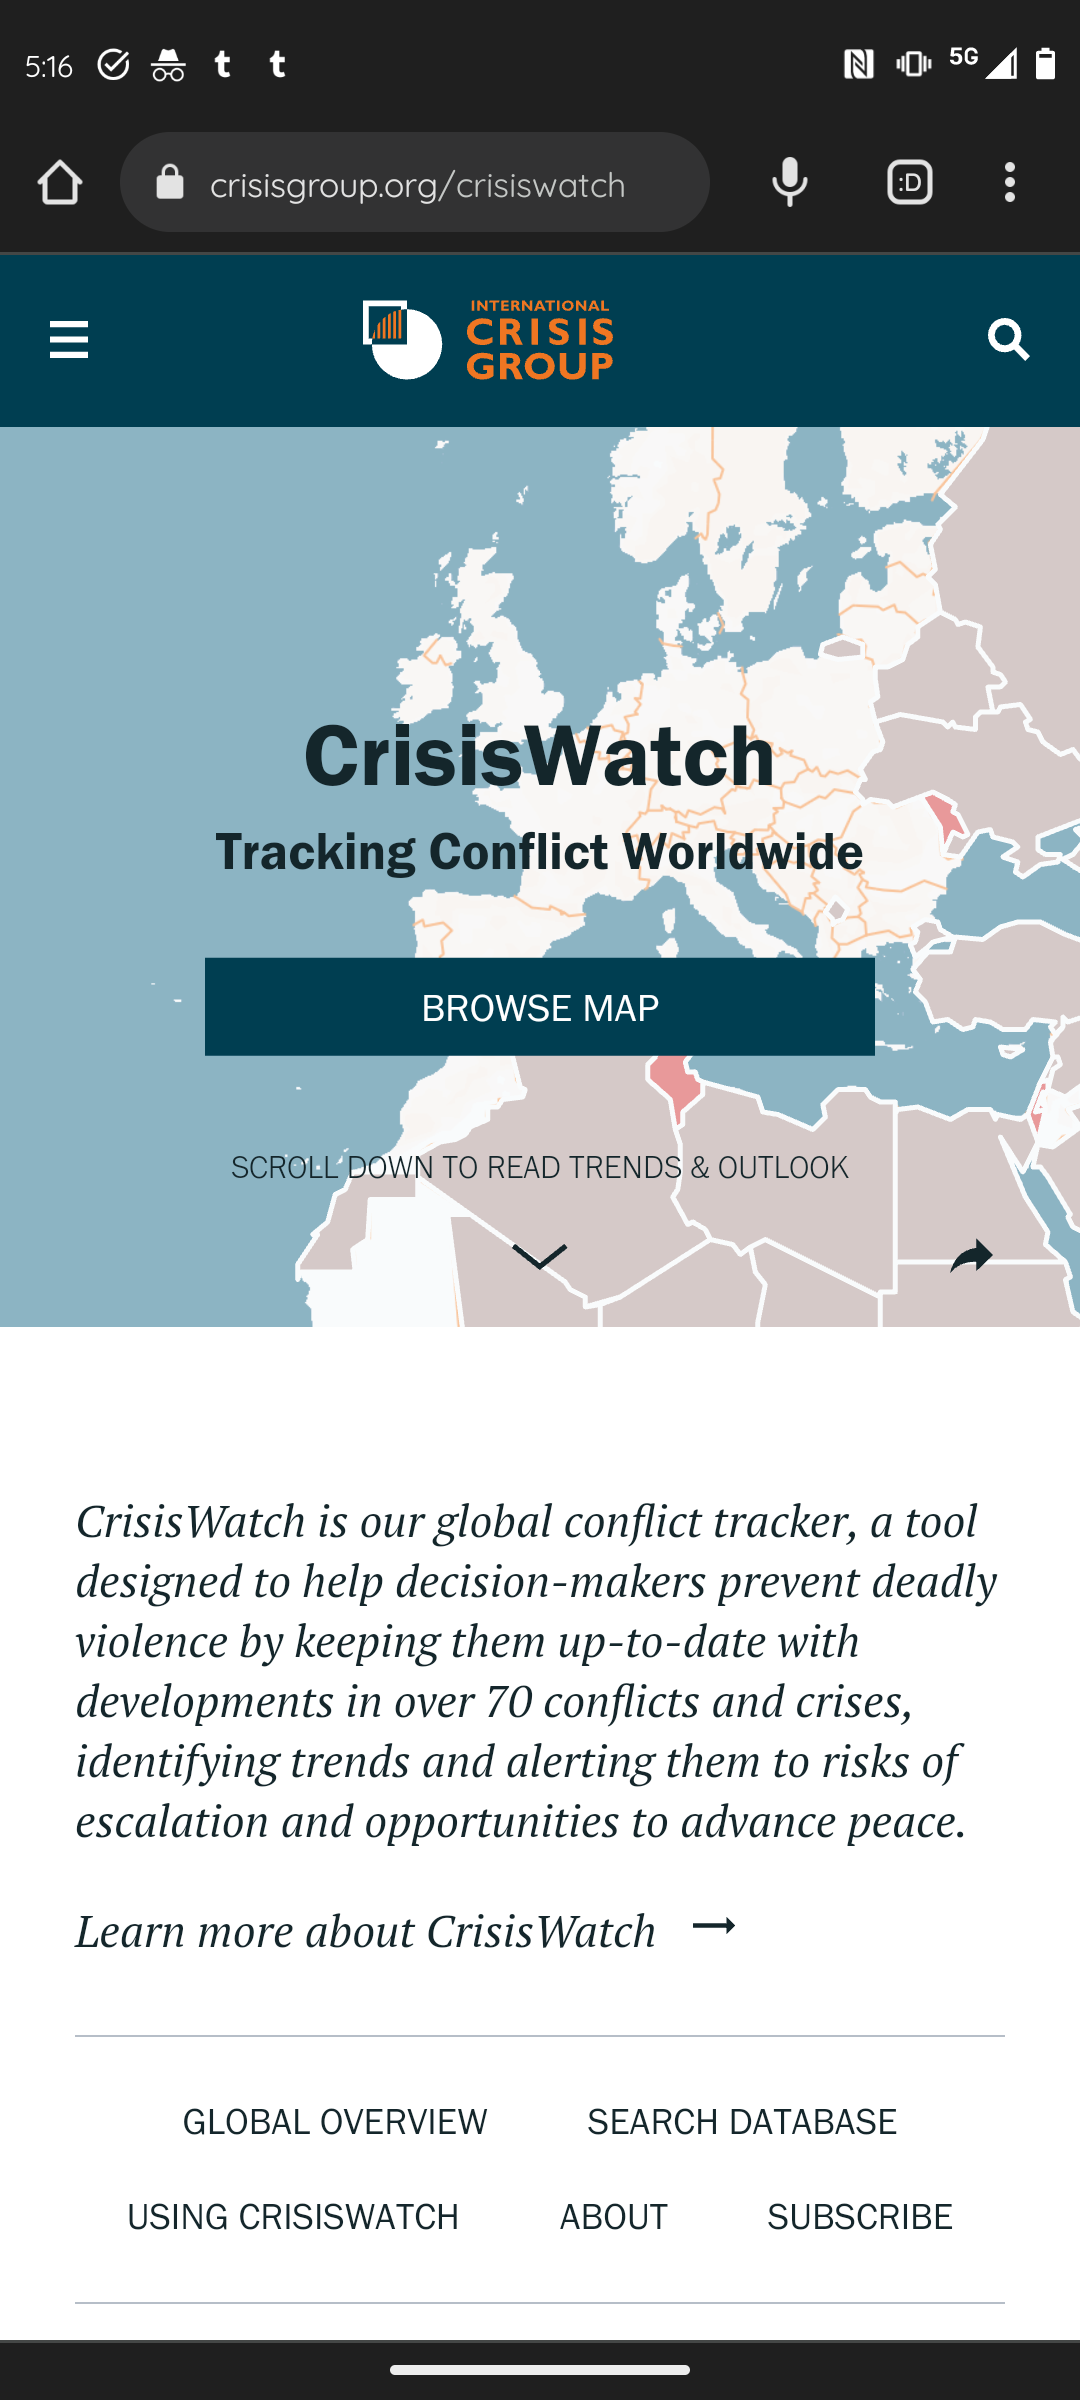 5:16
t
t
5G
crisisgroup.org/crisiswatch
:D
INTERNATIONAL
CRISIS
GROUP
CrisisWatch
Tracking Conflict Worldwide
BROWSE MAP
SCROLL DOWN TO READ TRENDS & OUTLOOK
CrisisWatch is our global conflict tracker, a tool
designed to help decision-makers prevent deadly
violence by keeping them up-to-date with
developments in over 70 conflicts and crises,
identifying trends and alerting them to risks of
escalation and opportunities to advance peace.
Learn more about CrisisWatch
GLOBAL OVERVIEW SEARCH DATABASE
USING CRISISWATCH ABOUT SUBSCRIBE